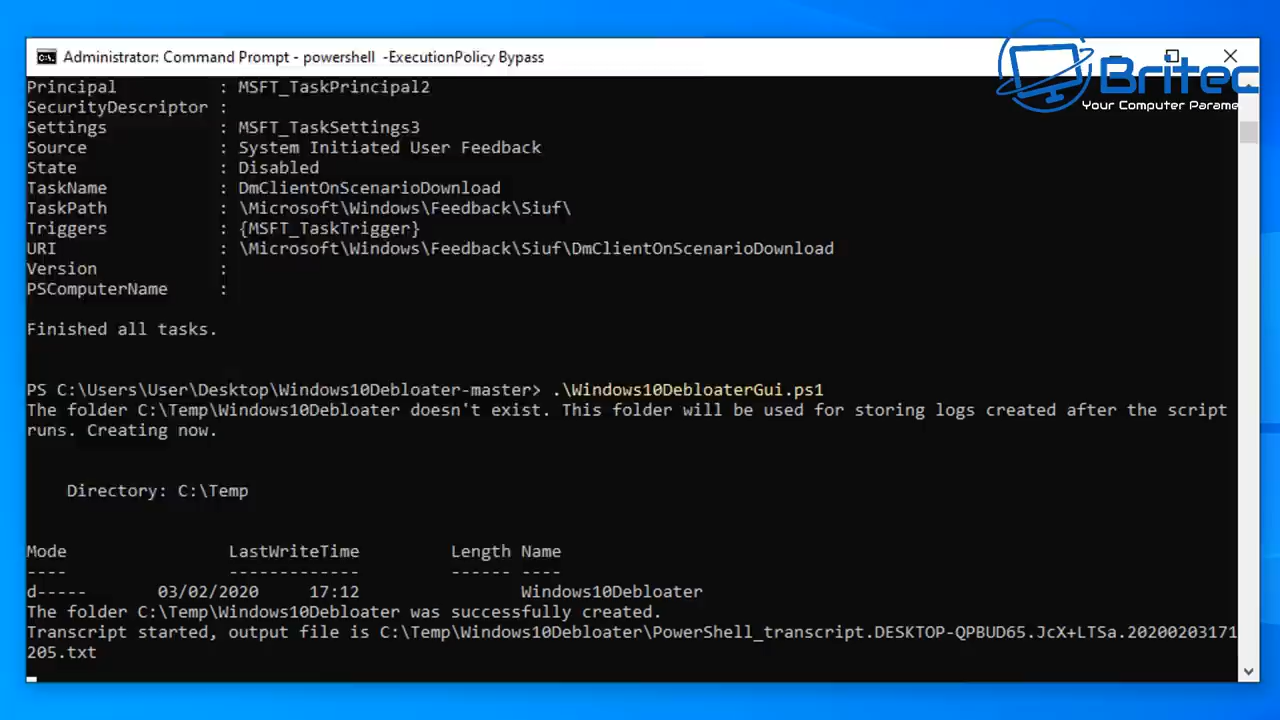 Administrator: Command Prompt - powershell -ExecutionPolicy Bypass
Britec
Your Computer Parame
Principal : MSFT_TaskPrincipal2
SecurityDescriptor :
Settings : MSFT_TaskSettings3
Source : System Initiated User Feedback
State : Disabled
TaskName : DmClientOnScenarioDownload
TaskPath : \Microsoft\Windows\Feedback\Siuf\
Triggers : {MSFT_TaskTrigger}
URI : \Microsoft\Windows\Feedback\Siuf\DmClientOnScenarioDownload
Version :
PSComputerName :
Finished all tasks.
PS C:\Users\User\Desktop\Windows10Debloater-master> .\Windows10DebloaterGui.ps1
The folder C:\Temp\Windows10Debloater doesn't exist. This folder will be used for storing logs created after the script
runs. Creating now.
Directory: C:\Temp
Mode LastWriteTime Length Name
---- ------------- ------ ----
d----- 03/02/2020 17:12 Windows10Debloater
The folder C:\Temp\Windows10Debloater was successfully created.
Transcript started, output file is C:\Temp\Windows10Debloater\PowerShell_transcript.DESKTOP-QPBUD65.JcX+LTSa.20200203171
205.txt